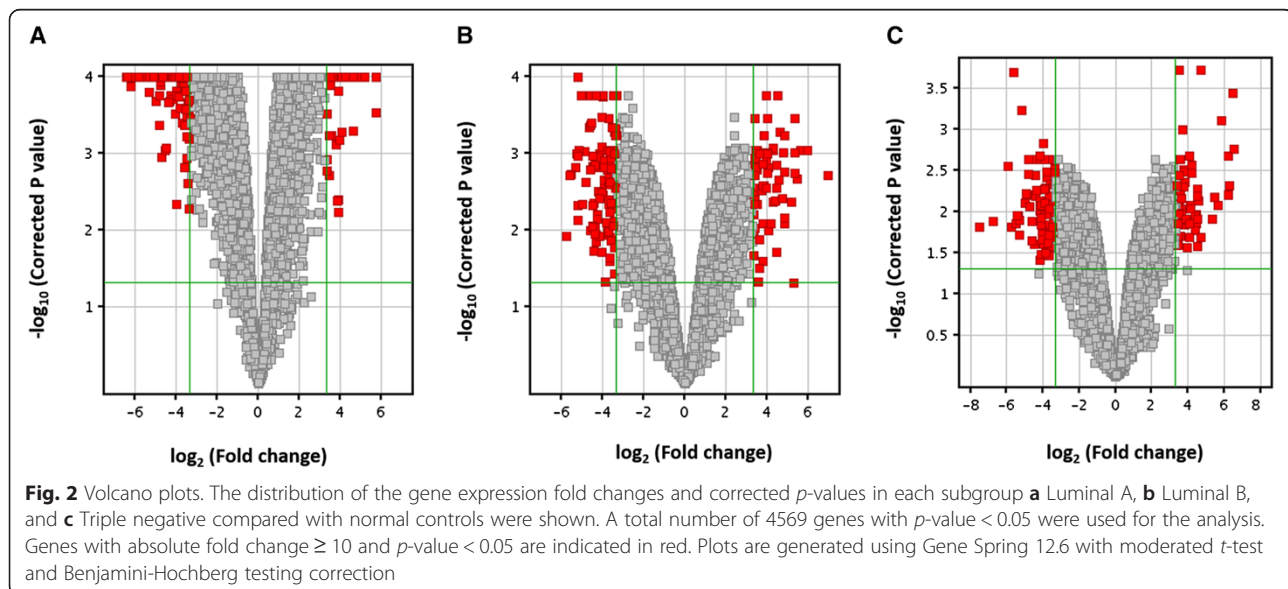 A
B
C
4
3
2
1
-log10 (Corrected P value)
-6 -4 -2 0 2 4 6
log2 (Fold change)
4
3
2
1
-log10 (Corrected P value)
-6 -4 -2 0 2 4 6
log2 (Fold change)
3.5
3
2.5
2
1.5
1
0.5
-log10 (Corrected P value)
-8 -6 -4 -2 0 2 4 6 8
log2 (Fold change)
Fig. 2 Volcano plots. The distribution of the gene expression fold changes and corrected p-values in each subgroup a Luminal A, b Luminal B,
and c Triple negative compared with normal controls were shown. A total number of 4569 genes with p-value < 0.05 were used for the analysis.
Genes with absolute fold change ≥ 10 and p-value < 0.05 are indicated in red. Plots are generated using Gene Spring 12.6 with moderated t-test
and Benjamini-Hochberg testing correction